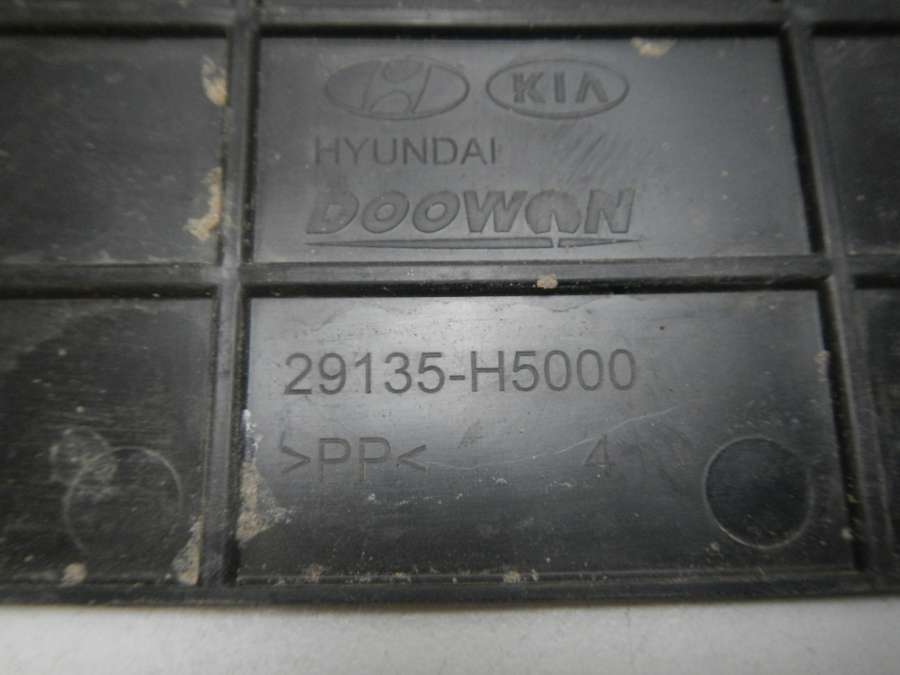 KIA
HYUNDAI
DOOWON
29135-H5000
>PP< 4